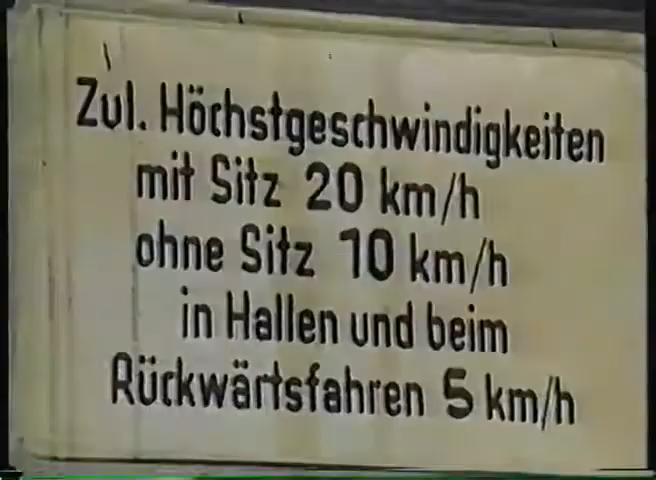 Zul. Höchstgeschwindigkeiten
mit Sitz 20 km/h
ohne Sitz 10 km/h
in Hallen und beim
Rückwärtsfahren 5 km/h